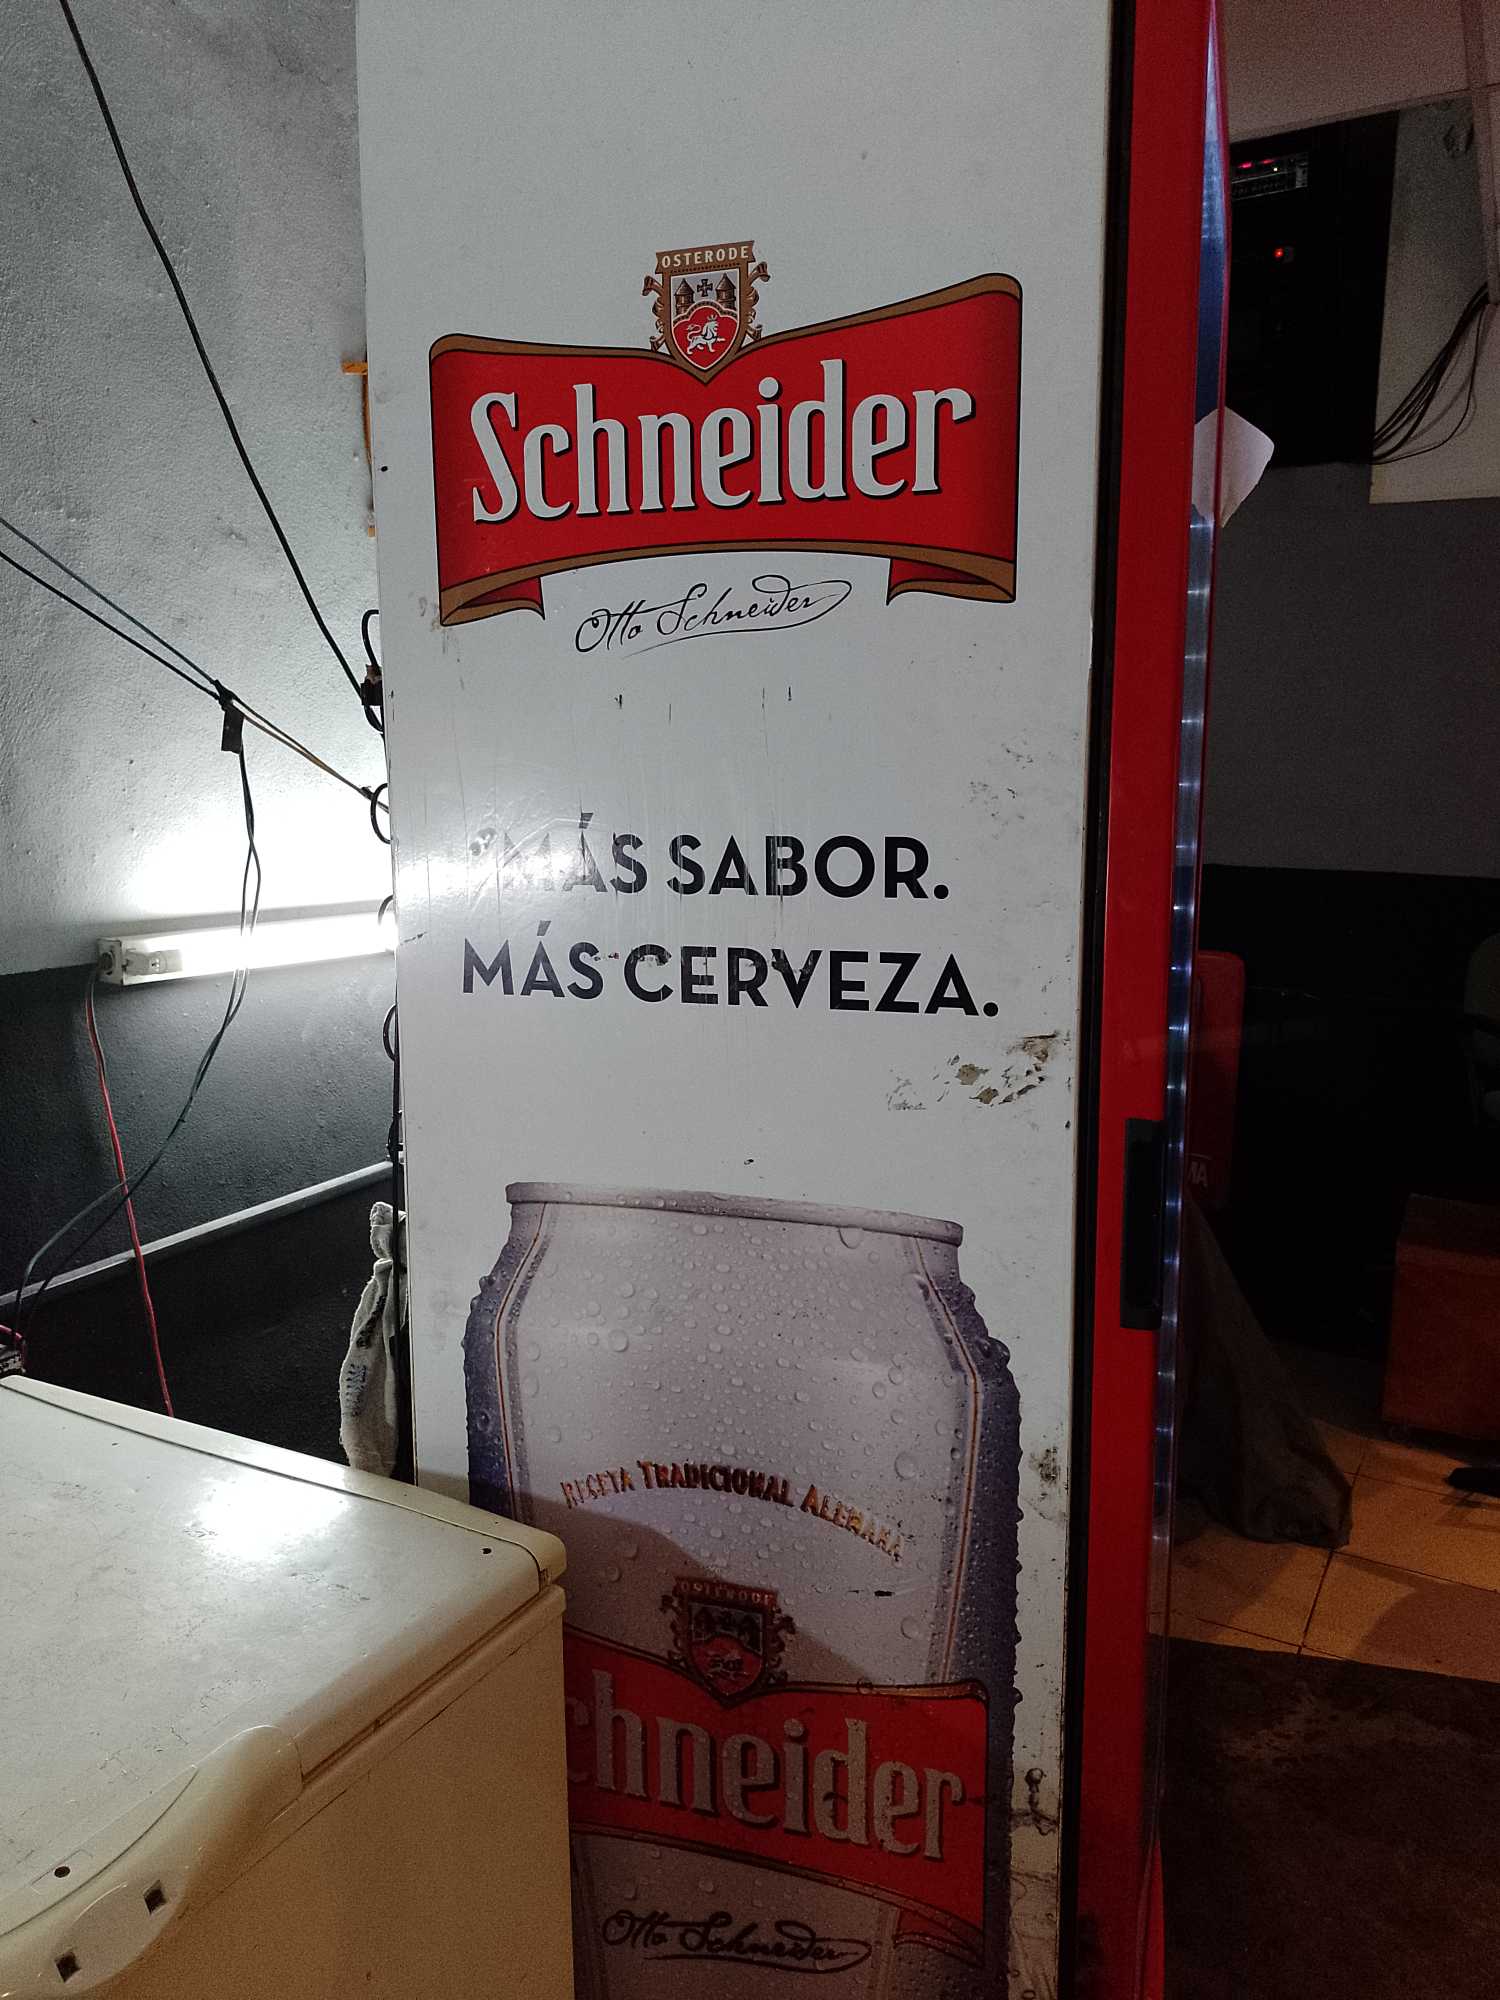 OSTERODE
Schneider
Otto Schneider
MÁS SABOR.
MÁS CERVEZA.
RECETA TRADICIONAL ALEMANA
OSTERODE
chneider
Otto Schneider